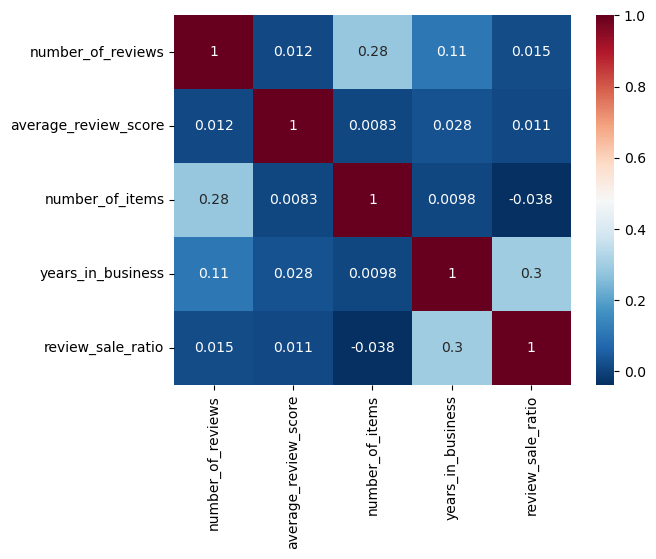 number_of_reviews 1 0.012 0.28 0.11 0.015
average_review_score 0.012 1 0.0083 0.028 0.011
number_of_items 0.28 0.0083 1 0.0098 -0.038
years_in_business 0.11 0.028 0.0098 1 0.3
review_sale_ratio 0.015 0.011 -0.038 0.3 1
number_of_reviews
average_review_score
number_of_items
years_in_business
review_sale_ratio
1.0
0.8
0.6
0.4
0.2
0.0